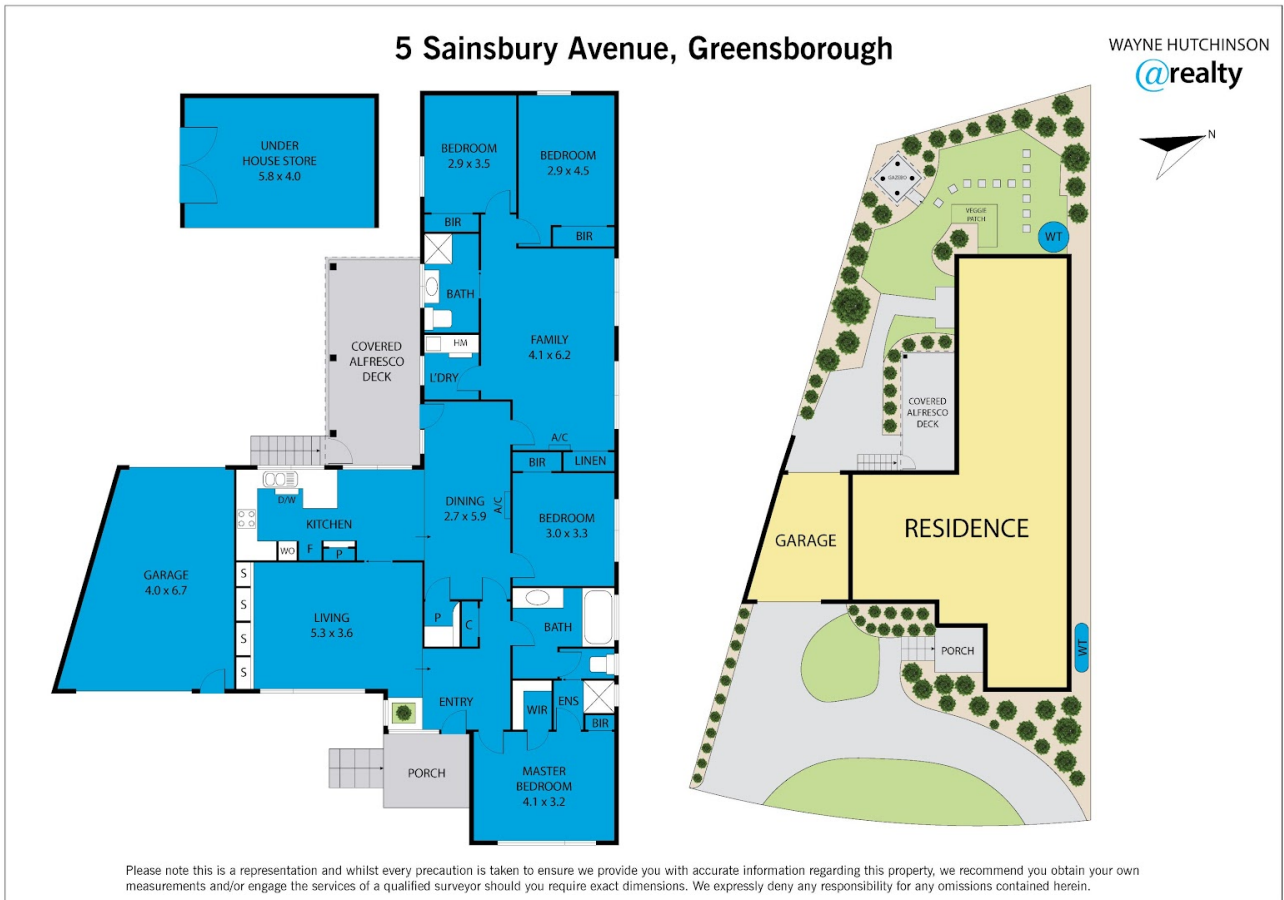 5 Sainsbury Avenue, Greensborough
WAYNE HUTCHINSON
@realty
N
UNDER
HOUSE STORE
5.8 x 4.0
BEDROOM
2.9 x 3.5
BEDROOM
2.9 x 4.5
BIR
BIR
BATH
HM
L'DRY
FAMILY
4.1 x 6.2
COVERED
ALFRESCO
DECK
A/C
BIR
LINEN
D/W
KITCHEN
WO
F
P
DINING
2.7 x 5.9
A/C
BEDROOM
3.0 x 3.3
GARAGE
4.0 x 6.7
S
S
S
S
LIVING
5.3 x 3.6
P
C
BATH
ENTRY
WIR
ENS
BIR
PORCH
MASTER
BEDROOM
4.1 x 3.2
GAZEBO
VEGGIE
PATCH
WT
COVERED
ALFRESCO
DECK
GARAGE
RESIDENCE
PORCH
WT
Please note this is a representation and whilst every precaution is taken to ensure we provide you with accurate information regarding this property, we recommend you obtain your own
measurements and/or engage the services of a qualified surveyor should you require exact dimensions. We expressly deny any responsibility for any omissions contained herein.